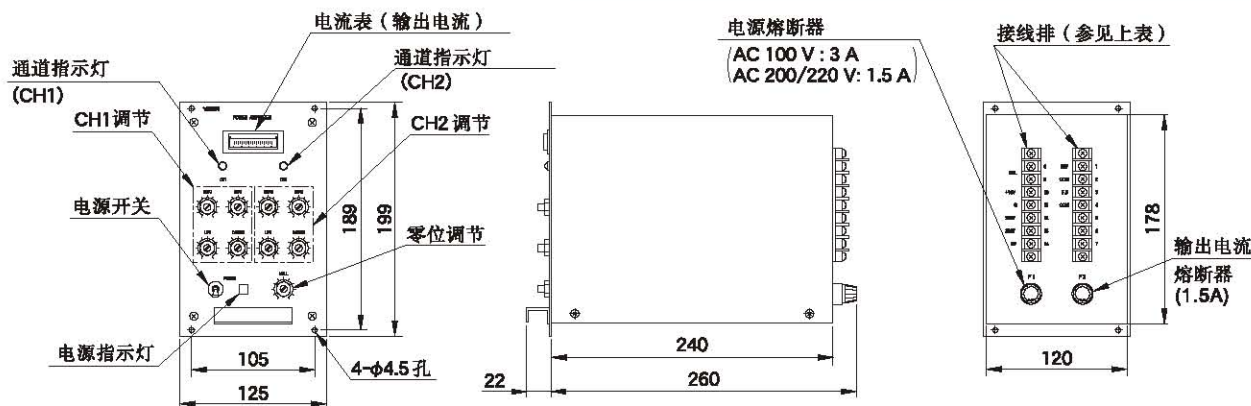 电流表（输出电流）
通道指示灯
(CH1)
通道指示灯
(CH2)
CH1 调节
CH2 调节
电源开关
零位调节
电源指示灯
189
199
105
125
4-φ4.5 孔
240
260
22
电源熔断器
(AC 100 V : 3 A
AC 200/220 V: 1.5 A)
接线排（参见上表）
178
输出电流
熔断器
(1.5A)
120